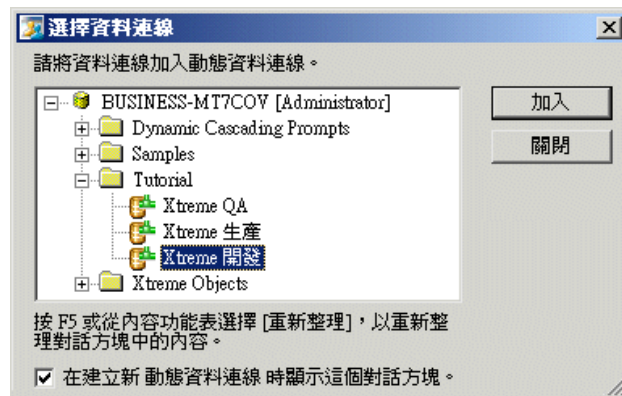 選擇資料連線
請將資料連線加入動態資料連線。
BUSINESS-MT7COV [Administrator]
加入
Dynamic Cascading Prompts
關閉
Samples
Tutorial
Xtreme QA
Xtreme 生產
Xtreme 開發
Xtreme Objects
按 F5 或從內容功能表選擇 [重新整理]，以重新整
理對話方塊中的內容。
在建立新 動態資料連線 時顯示這個對話方塊。